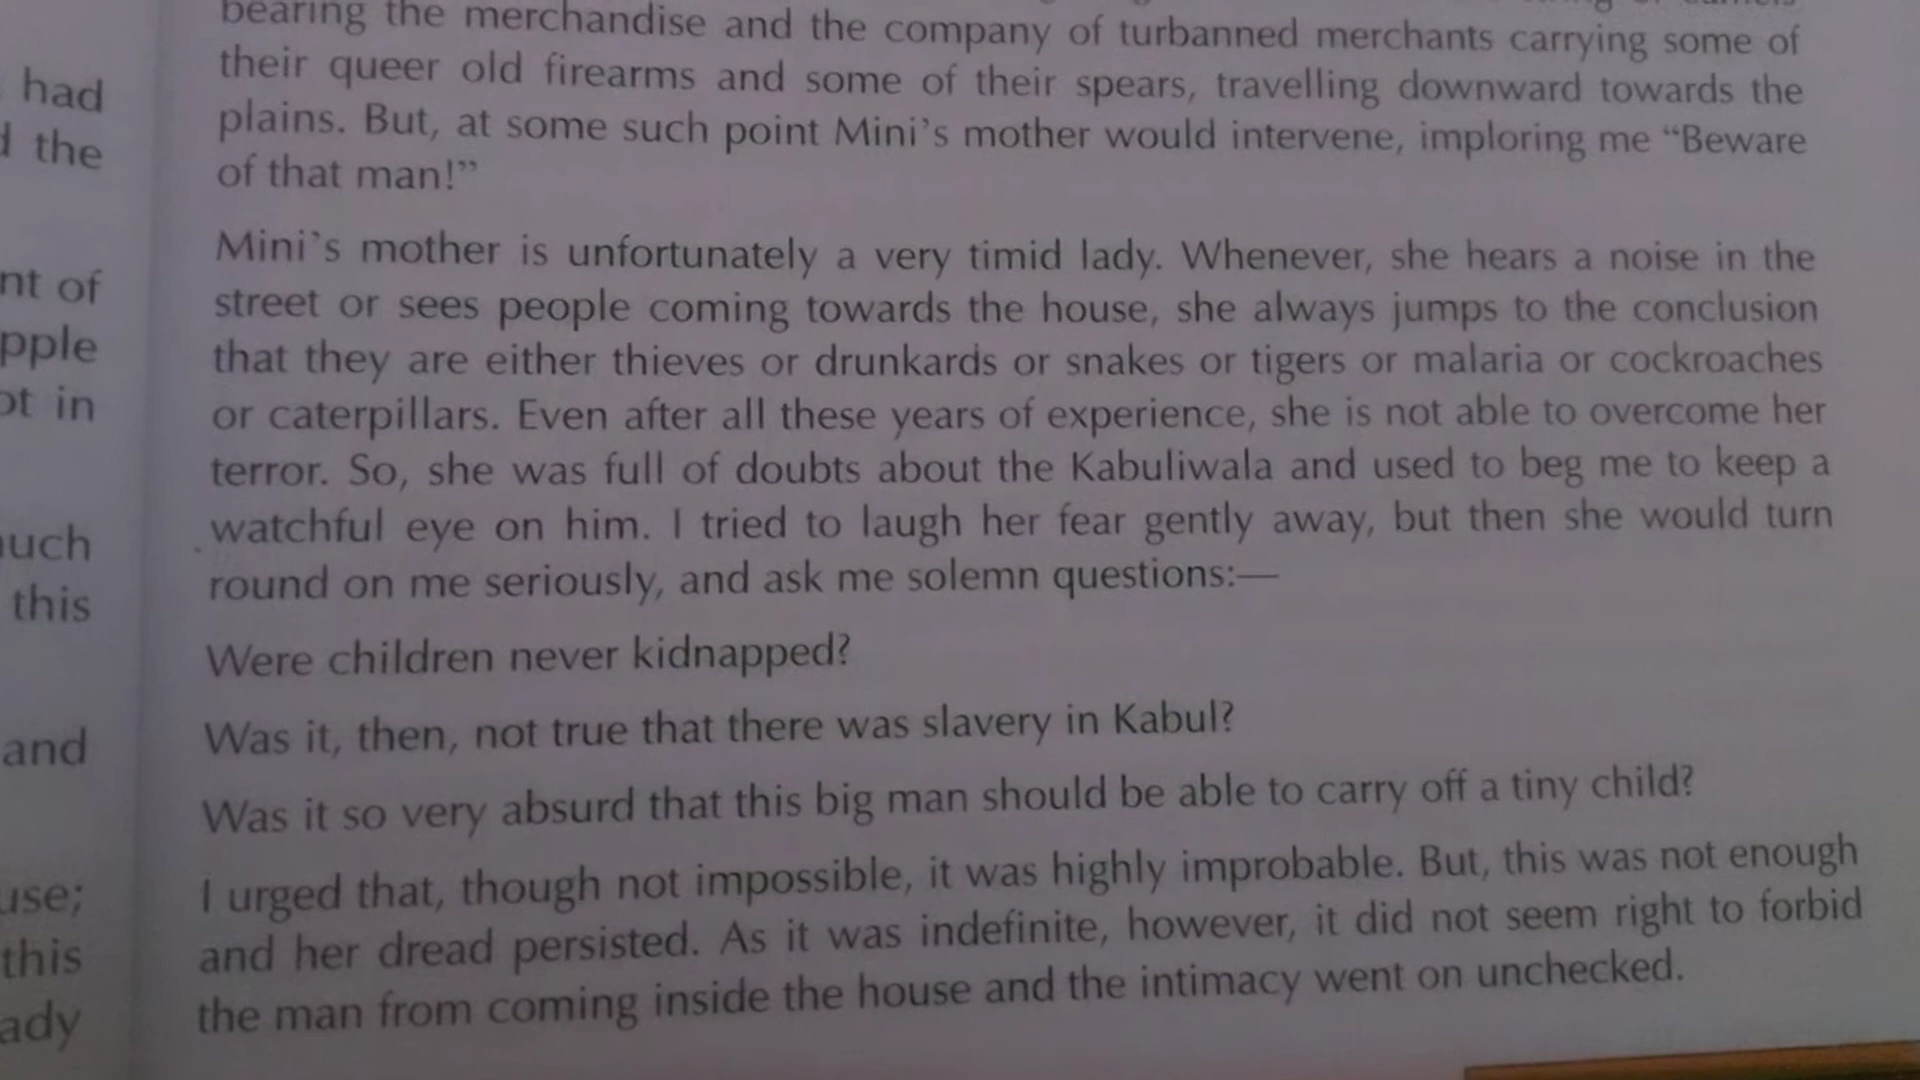 had
the
nt of
pple
ot in
uch
this
and
use;
this
ady
bearing the merchandise and the company of turbanned merchants carrying some of
their queer old firearms and some of their spears, travelling downward towards the
plains. But, at some such point Mini's mother would intervene, imploring me “Beware
of that man!”
Mini's mother is unfortunately a very timid lady. Whenever, she hears a noise in the
street or sees people coming towards the house, she always jumps to the conclusion
that they are either thieves or drunkards or snakes or tigers or malaria or cockroaches
or caterpillars. Even after all these years of experience, she is not able to overcome her
terror. So, she was full of doubts about the Kabuliwala and used to beg me to keep a
watchful eye on him. I tried to laugh her fear gently away, but then she would turn
round on me seriously, and ask me solemn questions:—
Were children never kidnapped?
Was it, then, not true that there was slavery in Kabul?
Was it so very absurd that this big man should be able to carry off a tiny child?
I urged that, though not impossible, it was highly improbable. But, this was not enough
and her dread persisted. As it was indefinite, however, it did not seem right to forbid
the man from coming inside the house and the intimacy went on unchecked.